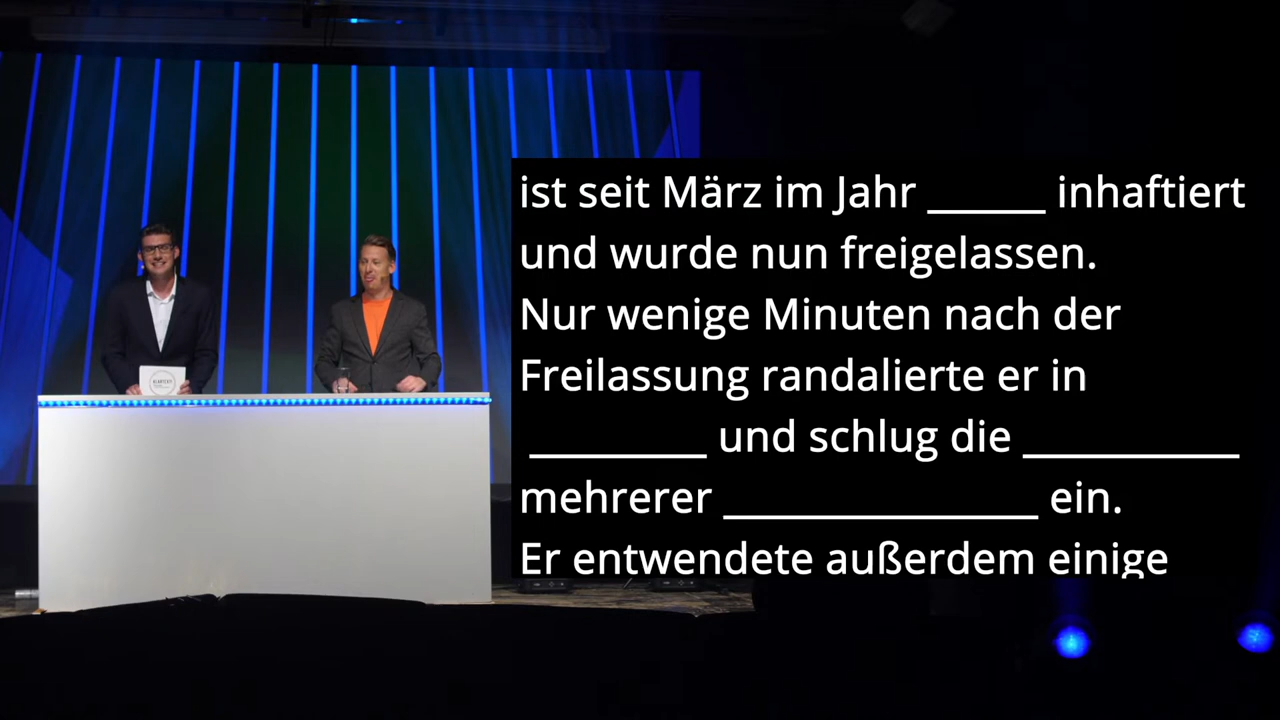 ist seit März im Jahr ______ inhaftiert
und wurde nun freigelassen.
Nur wenige Minuten nach der
Freilassung randalierte er in
_________ und schlug die ___________
mehrerer ________________ ein.
Er entwendete außerdem einige